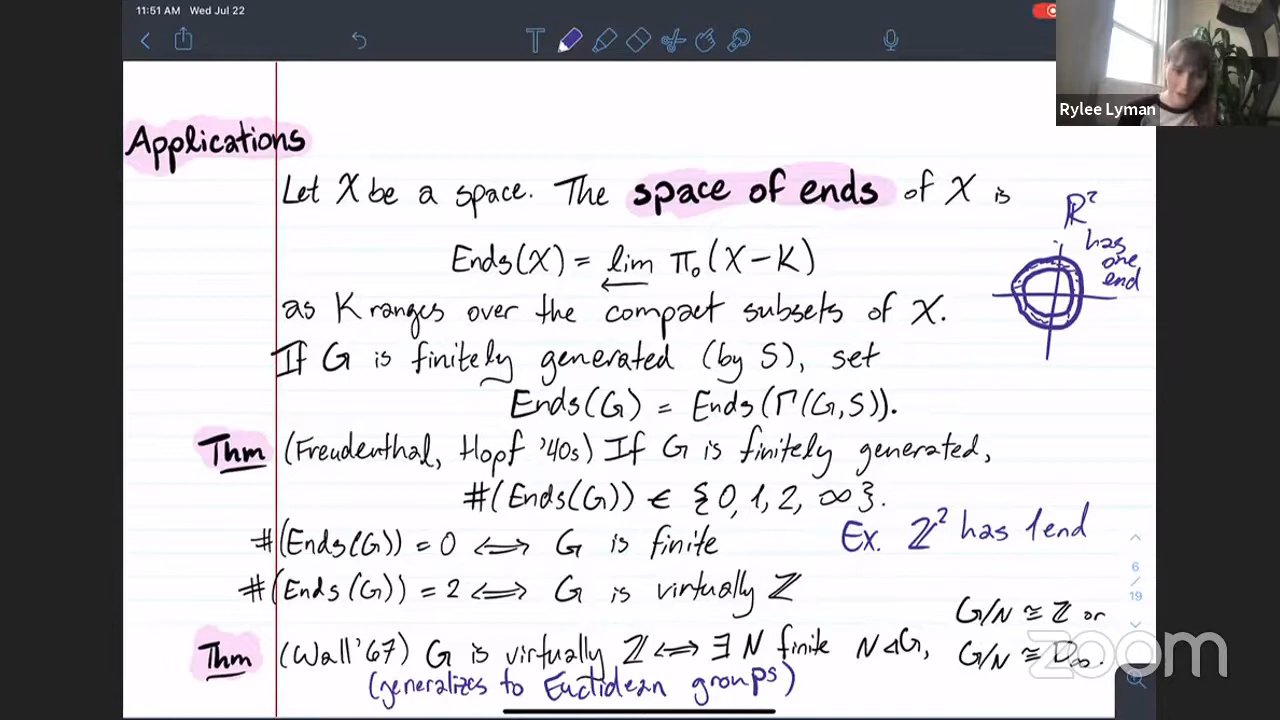 11:51 AM Wed Jul 22
Rylee Lyman
Applications
Let X be a space. The space of ends of X is
Ends(X) = lim π₀(X−K)
←
as K ranges over the compact subsets of X.
ℝ²
has
one
end
If G is finitely generated (by S), set
Ends(G) = Ends(Γ(G,S)).
Thm (Freudenthal, Hopf '40s) If G is finitely generated,
#(Ends(G)) ∈ {0, 1, 2, ∞}.
Ex. ℤ² has 1 end
#(Ends(G)) = 0 ⟺ G is finite
#(Ends(G)) = 2 ⟺ G is virtually ℤ
Thm (Wall '67) G is virtually ℤ ⟺ ∃ N finite N ◁ G,
G/N ≅ ℤ or
G/N ≅ D∞.
(generalizes to Euclidean groups)
6
/
19
zoom